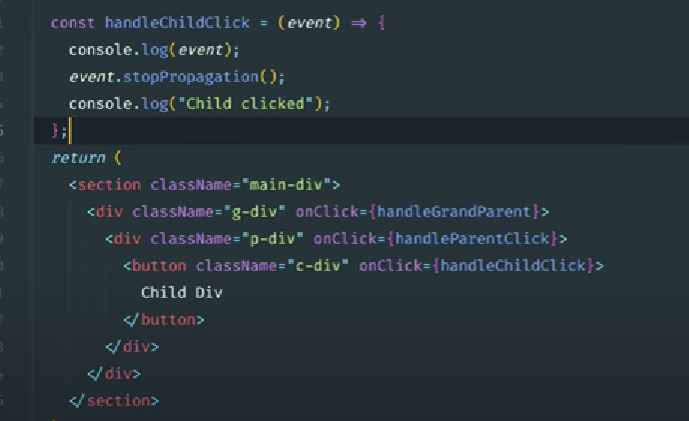 const handleChildClick = (event) => {
console.log(event);
event.stopPropagation();
console.log("Child clicked");
};
return (
<section className="main-div">
<div className="g-div" onClick={handleGrandParent}>
<div className="p-div" onClick={handleParentClick}>
<button className="c-div" onClick={handleChildClick}>
Child Div
</button>
</div>
</div>
</section>